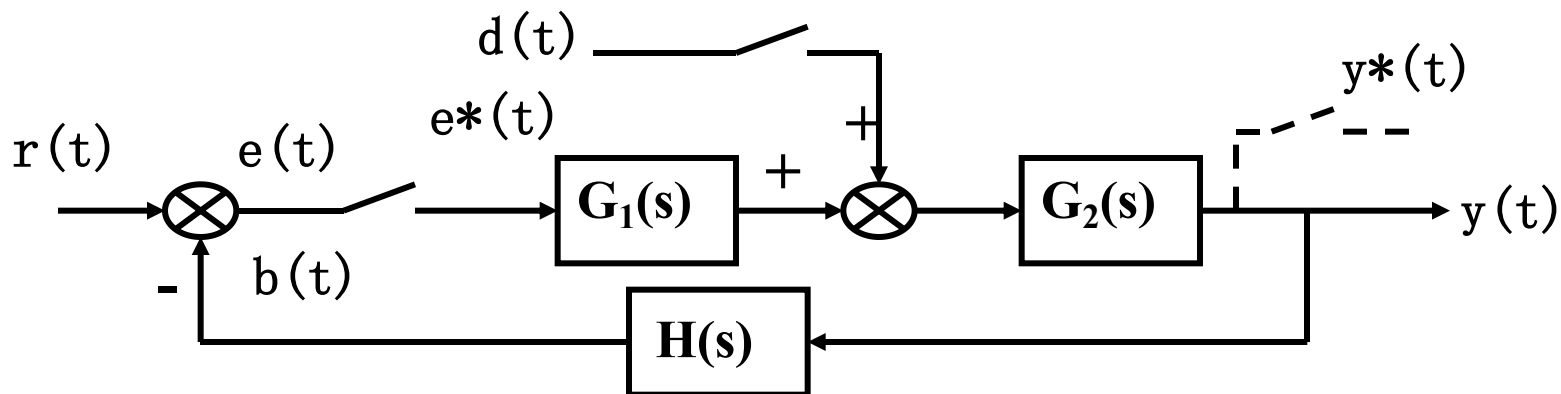 d(t)
y*(t)
e*(t)
+
r(t)
e(t)
+
G₁(s)
G₂(s)
y(t)
b(t)
-
H(s)